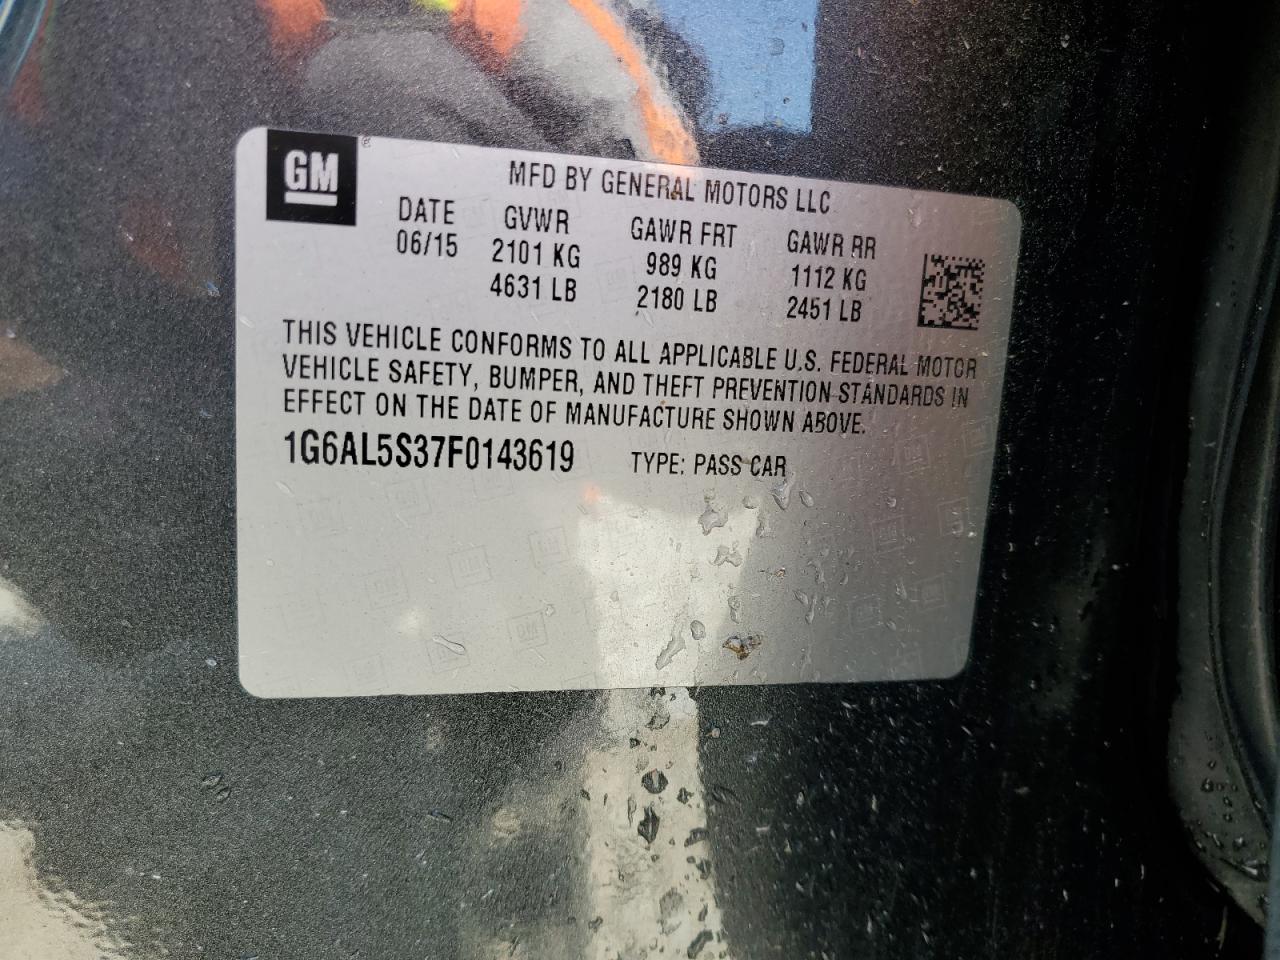 GM
MFD BY GENERAL MOTORS LLC
DATE GVWR GAWR FRT GAWR RR
06/15 2101 KG 989 KG 1112 KG
4631 LB 2180 LB 2451 LB
THIS VEHICLE CONFORMS TO ALL APPLICABLE U.S. FEDERAL MOTOR
VEHICLE SAFETY, BUMPER, AND THEFT PREVENTION STANDARDS IN
EFFECT ON THE DATE OF MANUFACTURE SHOWN ABOVE.
1G6AL5S37F0143619 TYPE: PASS CAR